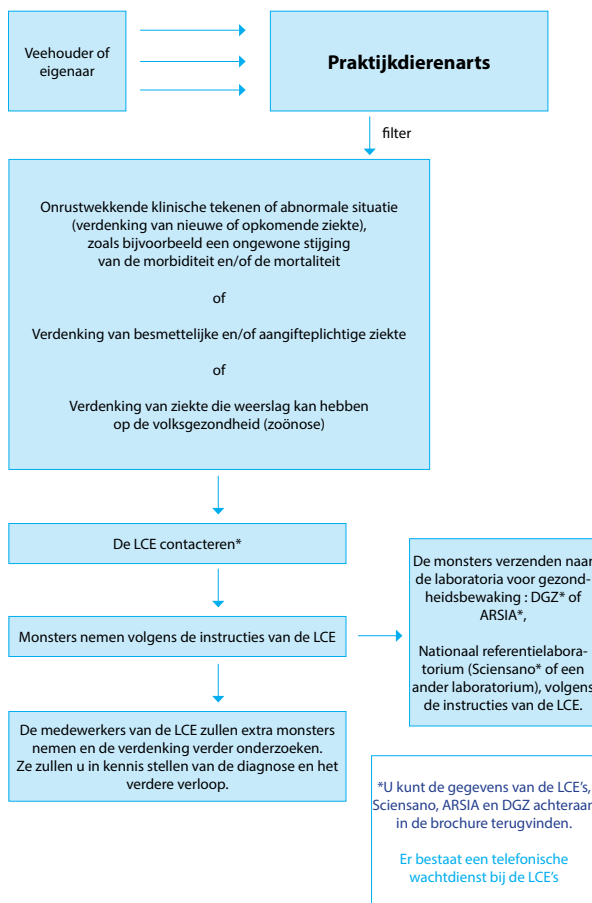 Veehouder of
eigenaar
Praktijkdierenarts
filter
Onrustwekkende klinische tekenen of abnormale situatie
(verdenking van nieuwe of opkomende ziekte),
zoals bijvoorbeeld een ongewone stijging
van de morbiditeit en/of de mortaliteit
of
Verdenking van besmettelijke en/of aangifteplichtige ziekte
of
Verdenking van ziekte die weerslag kan hebben
op de volksgezondheid (zoönose)
De LCE contacteren*
Monsters nemen volgens de instructies van de LCE
De monsters verzenden naar
de laboratoria voor gezond-
heidsbewaking : DGZ* of
ARSIA*,
Nationaal referentielabora-
torium (Sciensano* of een
ander laboratorium), volgens
de instructies van de LCE.
De medewerkers van de LCE zullen extra monsters
nemen en de verdenking verder onderzoeken.
Ze zullen u in kennis stellen van de diagnose en het
verdere verloop.
*U kunt de gegevens van de LCE's,
Sciensano, ARSIA en DGZ achteraan
in de brochure terugvinden.
Er bestaat een telefonische
wachtdienst bij de LCE's